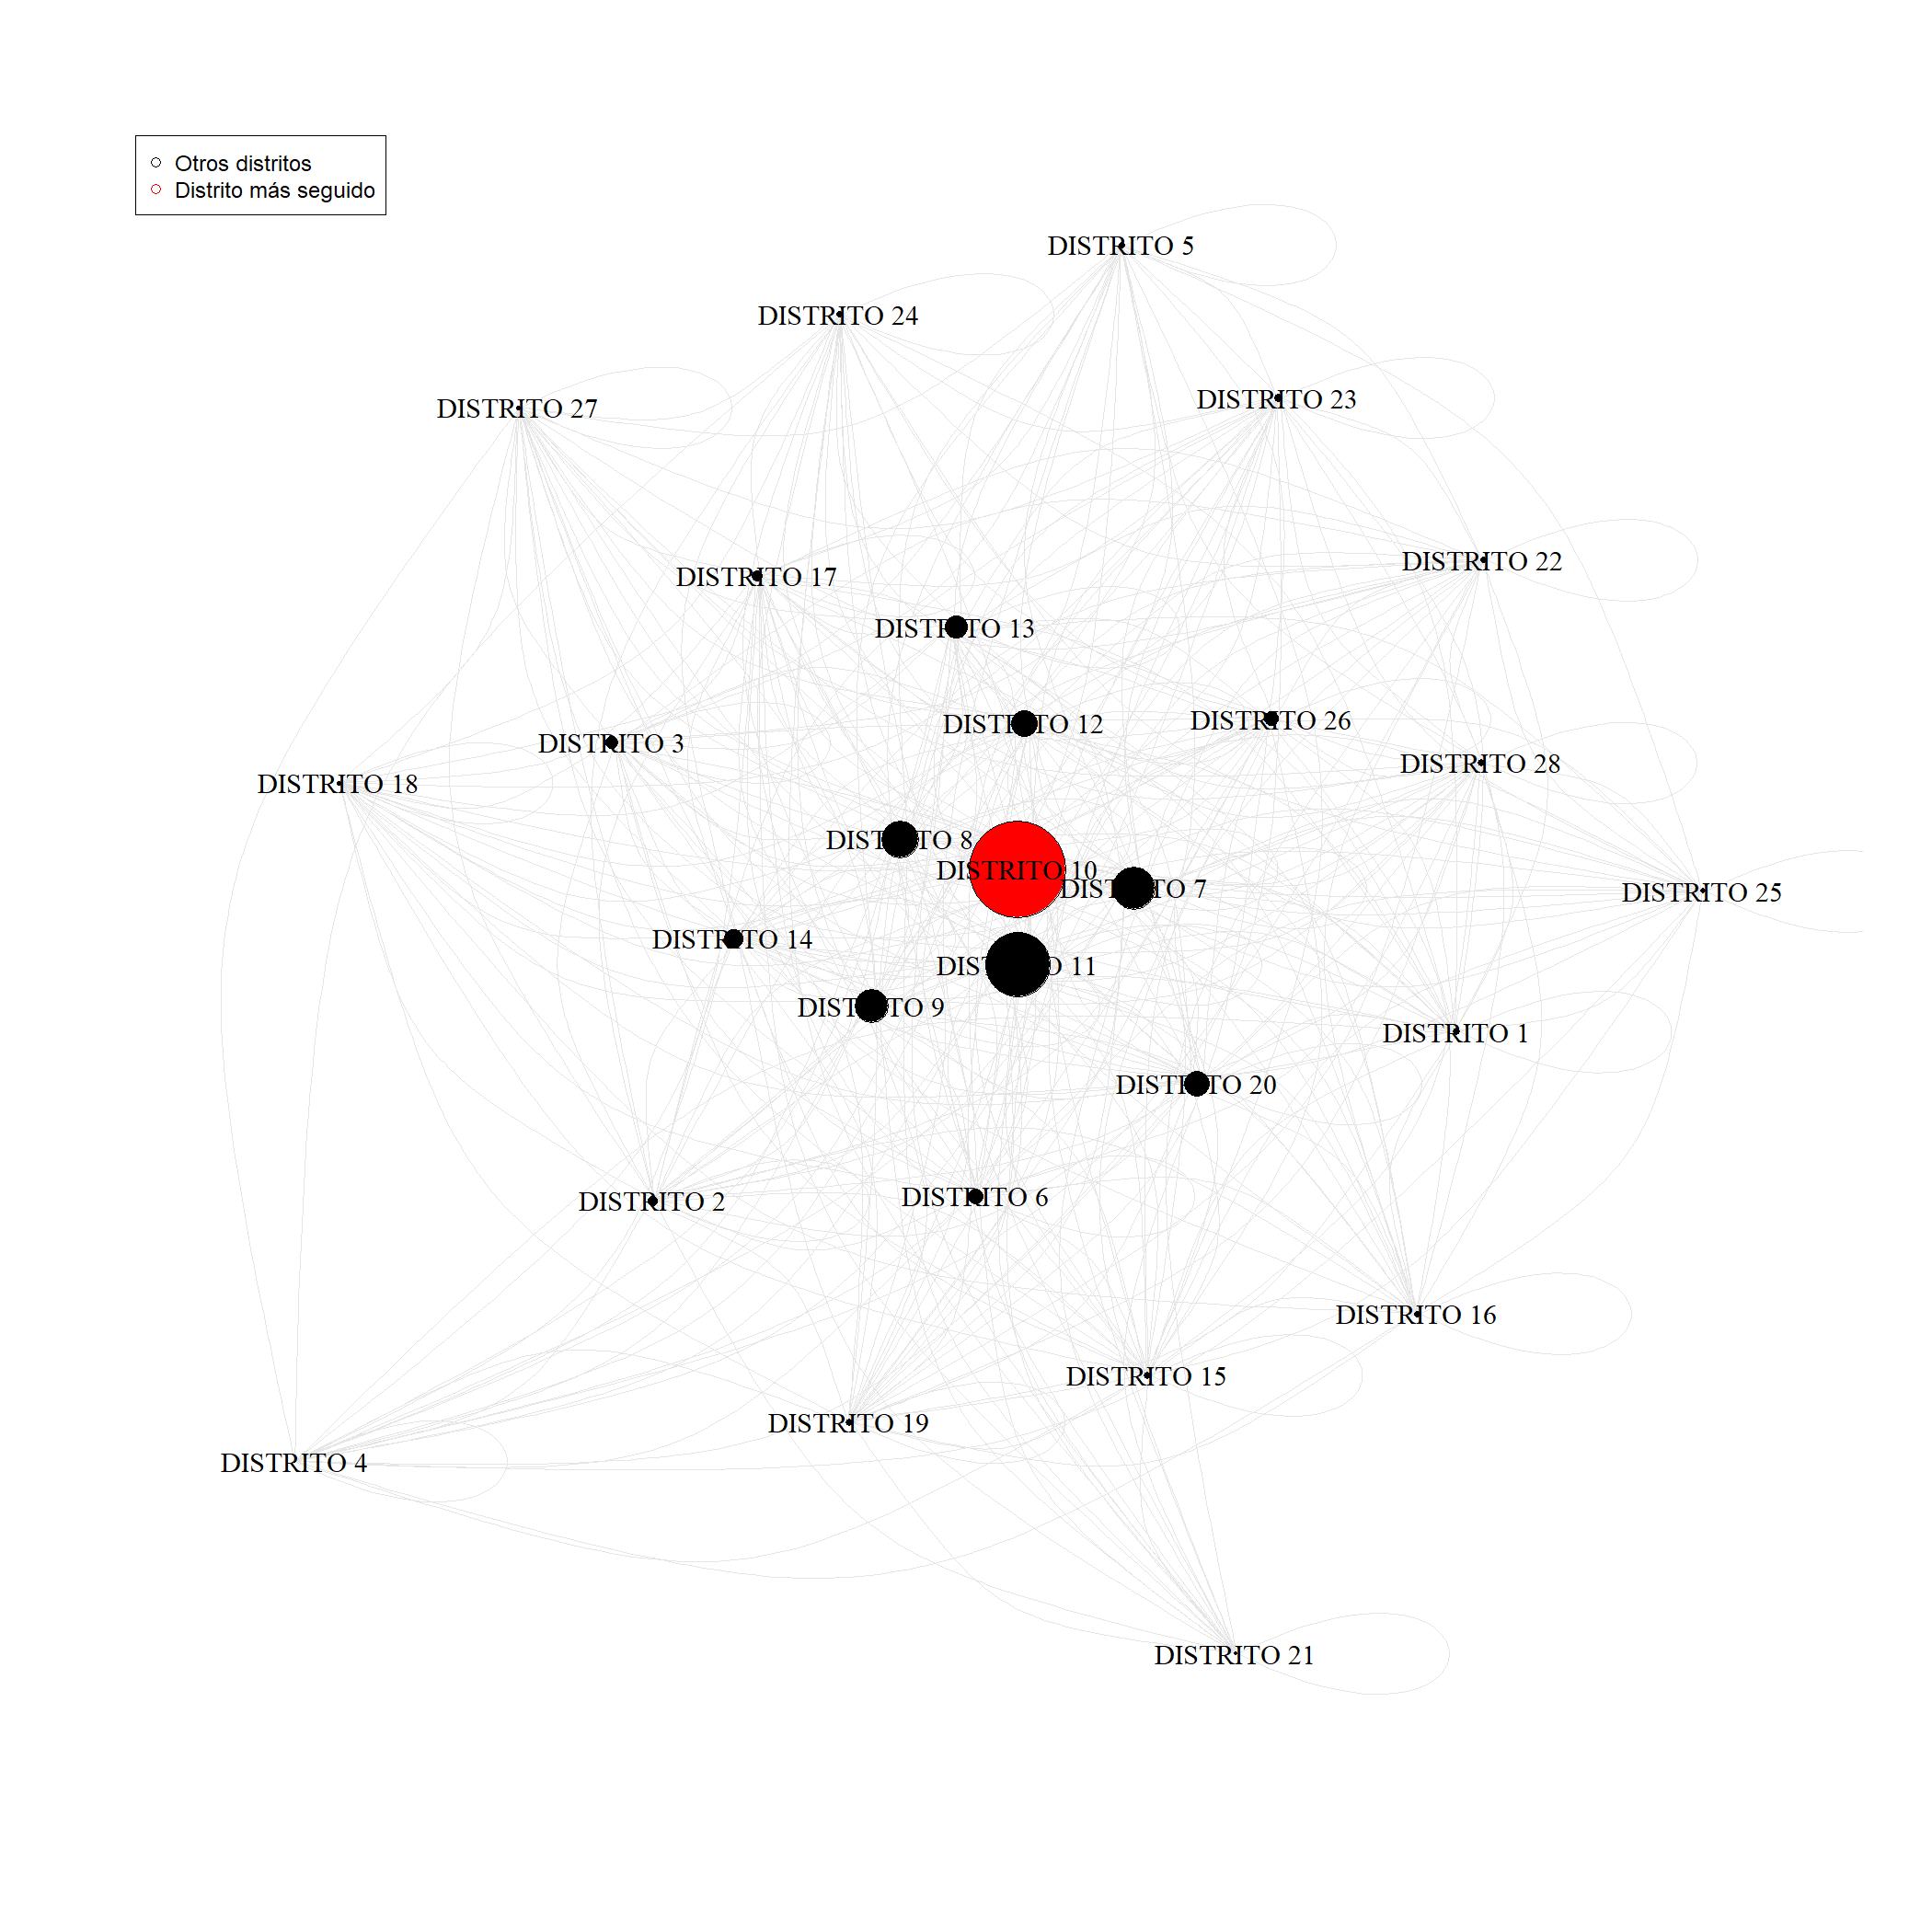 Otros distritos
Distrito más seguido
DISTRITO 5
DISTRITO 24
DISTRITO 23
DISTRITO 27
DISTRITO 22
DISTRITO 17
DISTRITO 13
DISTRITO 26
DISTRITO 12
DISTRITO 3
DISTRITO 28
DISTRITO 18
DISTRITO 8
DISTRITO 10
DISTRITO 7
DISTRITO 25
DISTRITO 14
DISTRITO 11
DISTRITO 9
DISTRITO 1
DISTRITO 20
DISTRITO 6
DISTRITO 2
DISTRITO 16
DISTRITO 15
DISTRITO 19
DISTRITO 4
DISTRITO 21